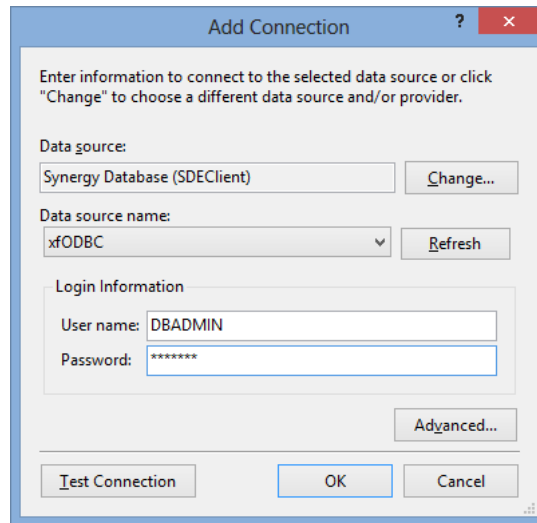 Add Connection
?
×
Enter information to connect to the selected data source or click
"Change" to choose a different data source and/or provider.
Data source:
Synergy Database (SDEClient)
Change...
Data source name:
xfODBC
Refresh
Login Information
User name: DBADMIN
Password: *******
Advanced...
Test Connection
OK
Cancel